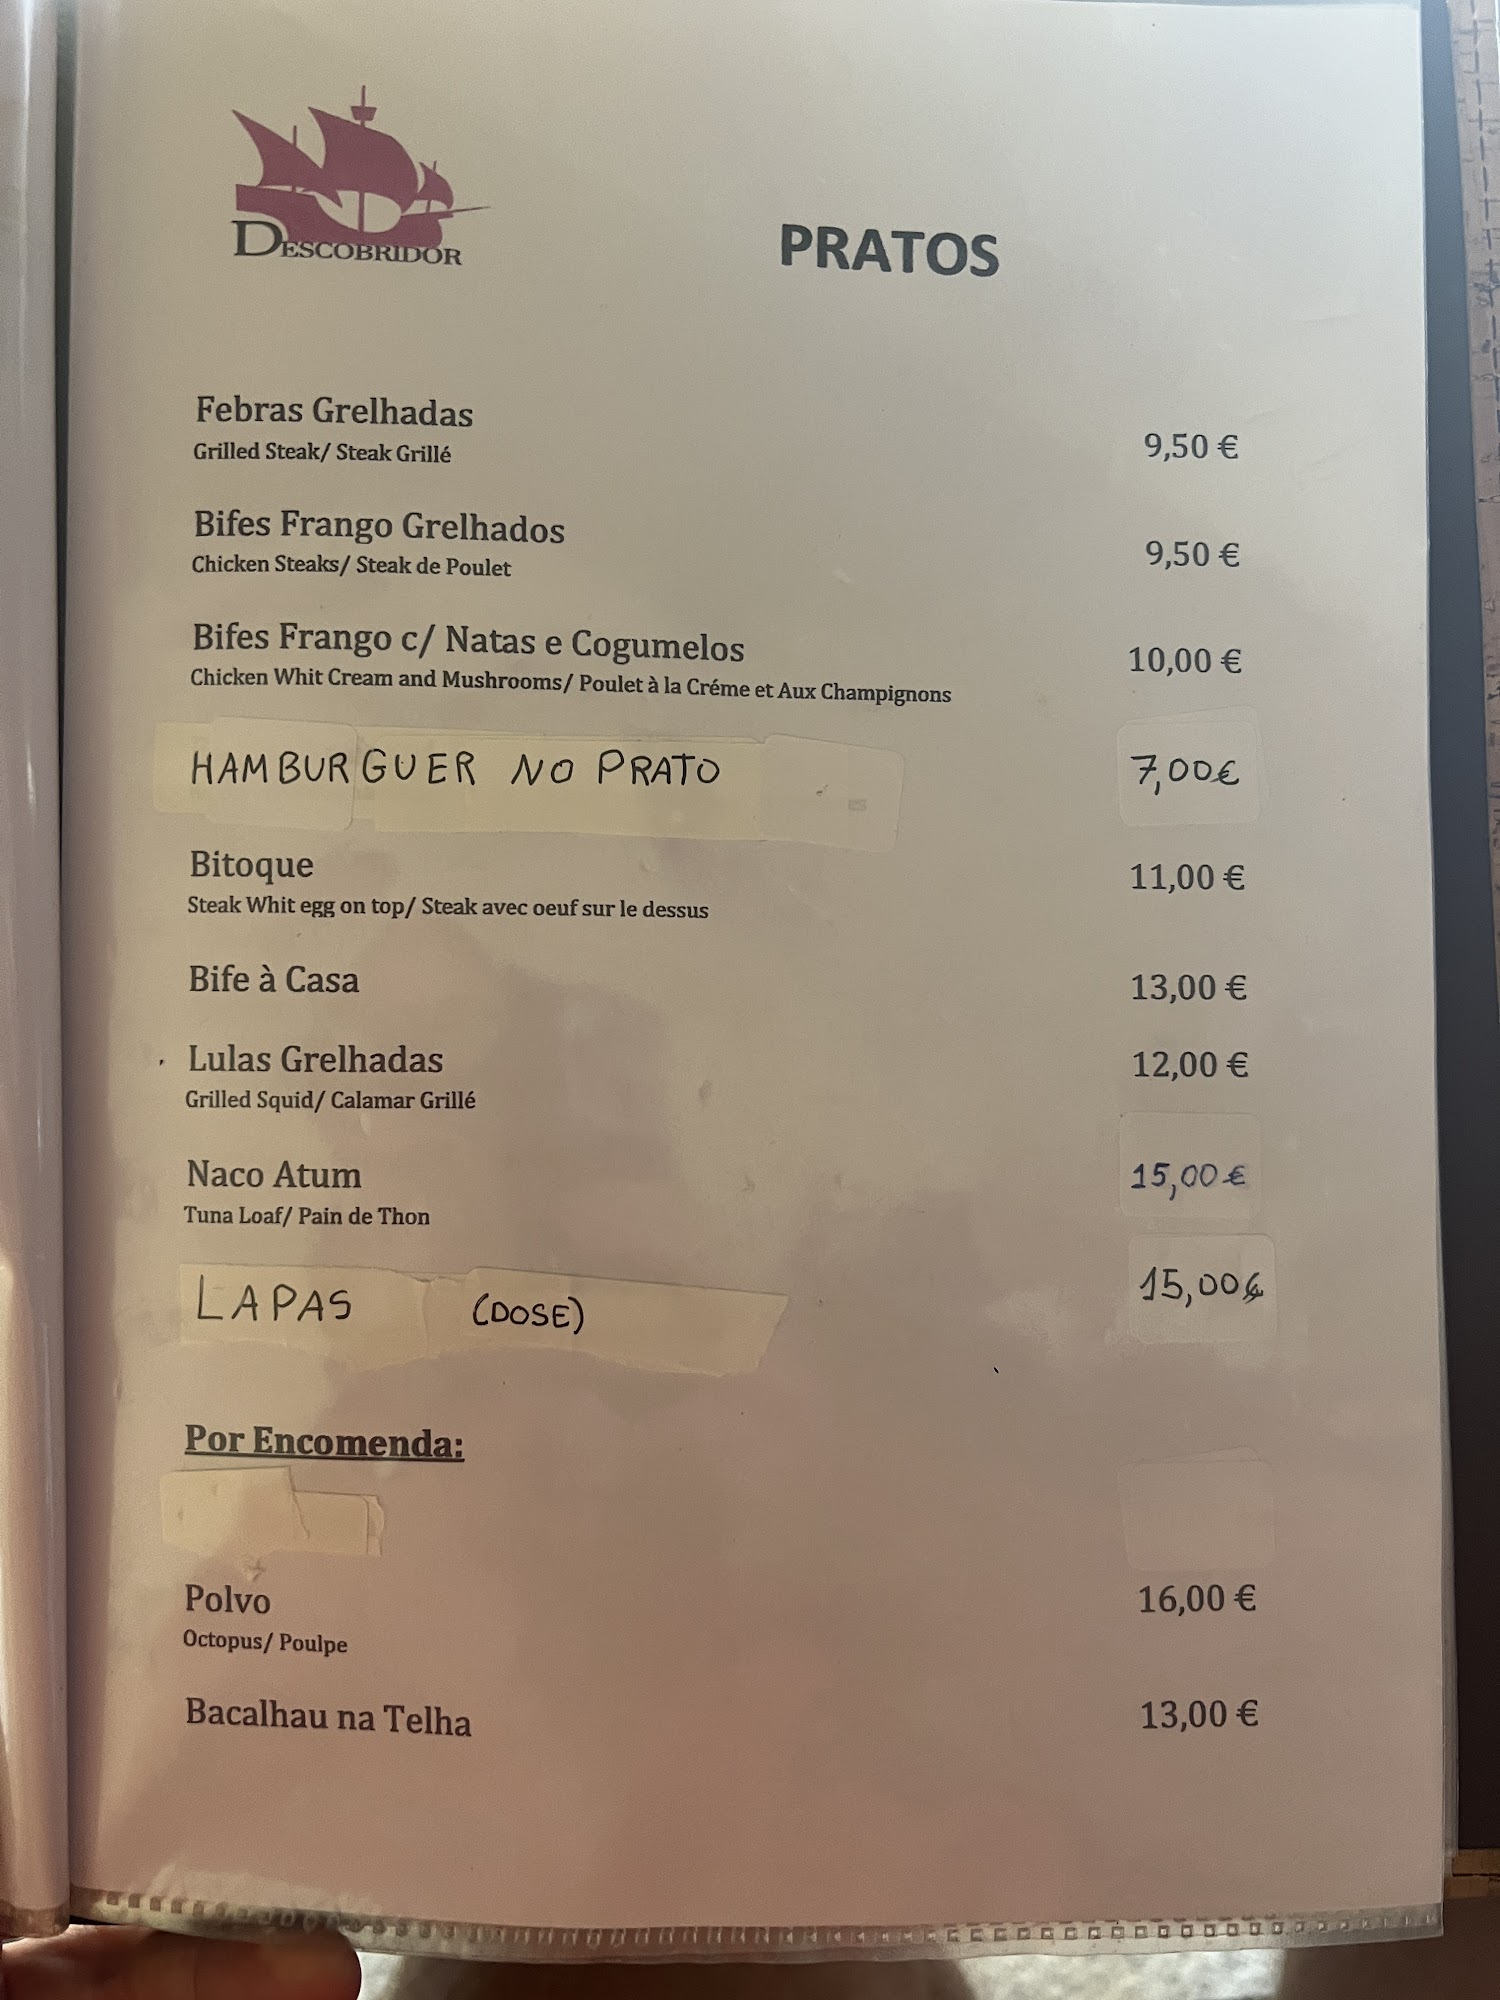 DESCOBRIDOR
PRATOS
Febras Grelhadas
9,50 €
Grilled Steak/ Steak Grillé
Bifes Frango Grelhados
9,50 €
Chicken Steaks/ Steak de Poulet
Bifes Frango c/ Natas e Cogumelos
10,00 €
Chicken Whit Cream and Mushrooms/ Poulet à la Créme et Aux Champignons
HAMBURGUER NO PRATO
7,00€
Bitoque
11,00 €
Steak Whit egg on top/ Steak avec oeuf sur le dessus
Bife à Casa
13,00 €
Lulas Grelhadas
12,00 €
Grilled Squid/ Calamar Grillé
Naco Atum
15,00€
Tuna Loaf/ Pain de Thon
LAPAS (DOSE)
15,00€
Por Encomenda:
Polvo
16,00 €
Octopus/ Poulpe
Bacalhau na Telha
13,00 €